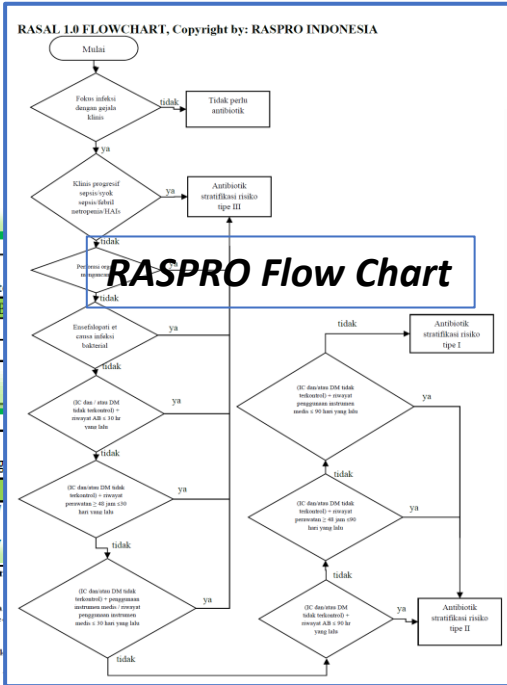 RASAL 1.0 FLOWCHART, Copyright by: RASPRO INDONESIA
Mulai
Fokus infeksi
dengan gejala
klinis
tidak
Tidak perlu
antibiotik
ya
Klinis progresif
sepsis/syok
sepsis/fabril
netropenis/HAIs
ya
Antibiotik
stratifikasi risiko
tipe III
tidak
RASPRO Flow Chart
tidak
Ensefalopati et
causa infeksi
bakterial
ya
tidak
(IC dan / atau DM
tidak terkontrol) +
riwayat AB ≤ 30 hr
yang lalu
ya
tidak
(IC dan/atau DM tidak
terkontrol) + riwayat
perawatan ≥ 48 jam ≤30
hari yang lalu
ya
tidak
(IC dan/atau DM tidak
terkontrol) + penggunaan
instrumen medis / riwayat
penggunaan instrumen
medis ≤ 30 hari yang lalu
ya
tidak
(IC dan/atau DM
tidak terkontrol) +
riwayat AB ≤ 90 hr
yang lalu
ya
Antibiotik
stratifikasi risiko
tipe II
tidak
(IC dan/atau DM tidak
terkontrol) + riwayat
perawatan ≥ 48 jam ≤90
hari yang lalu
ya
tidak
(IC dan/atau DM tidak
terkontrol) + riwayat
penggunaan instrumen
medis ≤ 90 hari yang lalu
ya
tidak
Antibiotik
stratifikasi risiko
tipe I